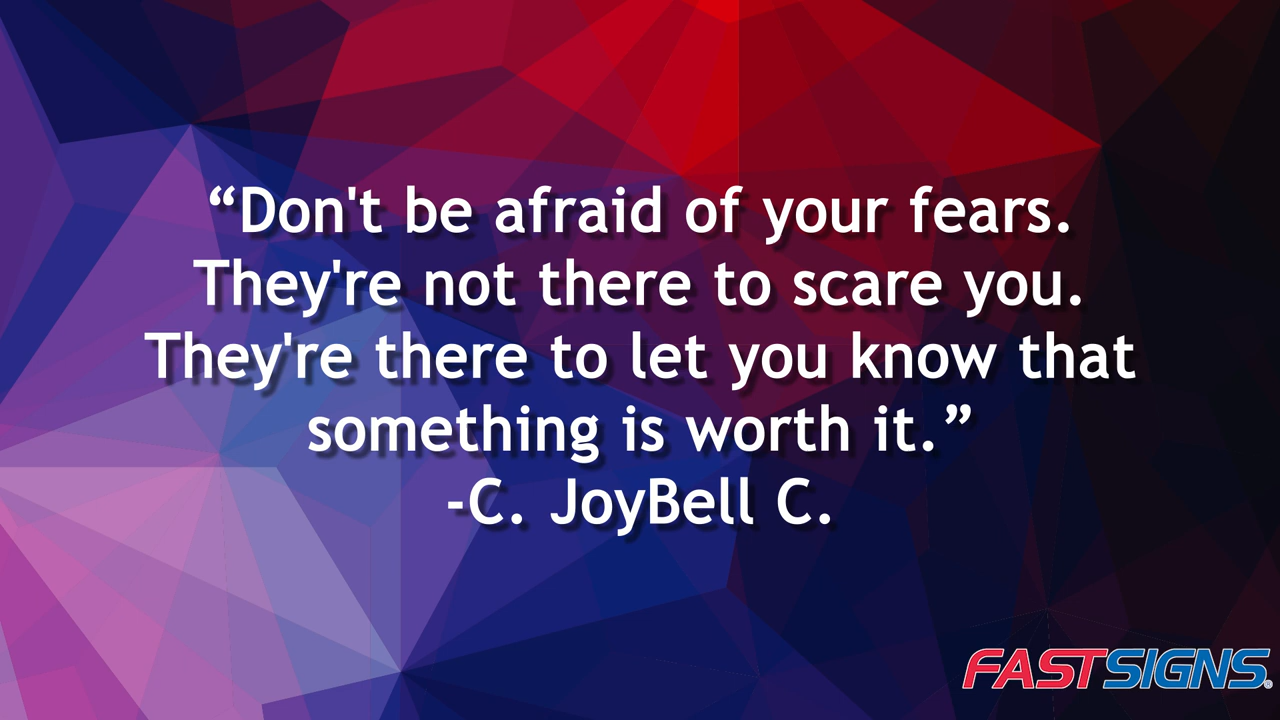 “Don't be afraid of your fears.
They're not there to scare you.
They're there to let you know that
something is worth it.”
-C. JoyBell C.
FASTSIGNS.®